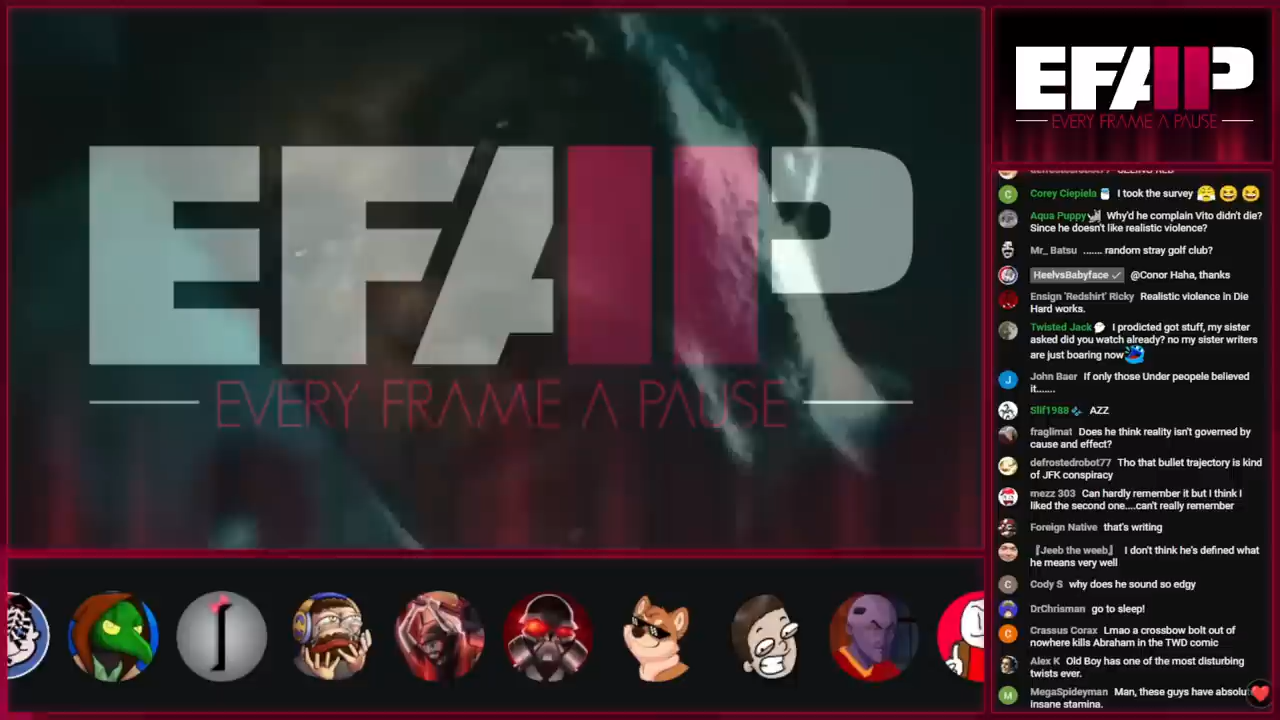 EFAP
EVERY FRAME A PAUSE
EFAP
EVERY FRAME A PAUSE
Corey Ciepiela I took the survey
Aqua Puppy Why'd he complain Vito didn't die?
Since he doesn't like realistic violence?
Mr_ Batsu ....... random stray golf club?
HeelvsBabyface @Conor Haha, thanks
Ensign 'Redshirt' Ricky Realistic violence in Die
Hard works.
Twisted Jack I prodicted got stuff, my sister
asked did you watch already? no my sister writers
are just boaring now
John Baer If only those Under peopele believed
it.......
Slif1988 AZZ
fraglimat Does he think reality isn't governed by
cause and effect?
defrostedrobot77 Tho that bullet trajectory is kind
of JFK conspiracy
mezz 303 Can hardly remember it but I think I
liked the second one....can't really remember
Foreign Native that's writing
『Jeeb the weeb』 I don't think he's defined what
he means very well
Cody S why does he sound so edgy
DrChrisman go to sleep!
Crassus Corax Lmao a crossbow bolt out of
nowhere kills Abraham in the TWD comic
Alex K Old Boy has one of the most disturbing
twists ever.
MegaSpideyman Man, these guys have absolut
insane stamina.